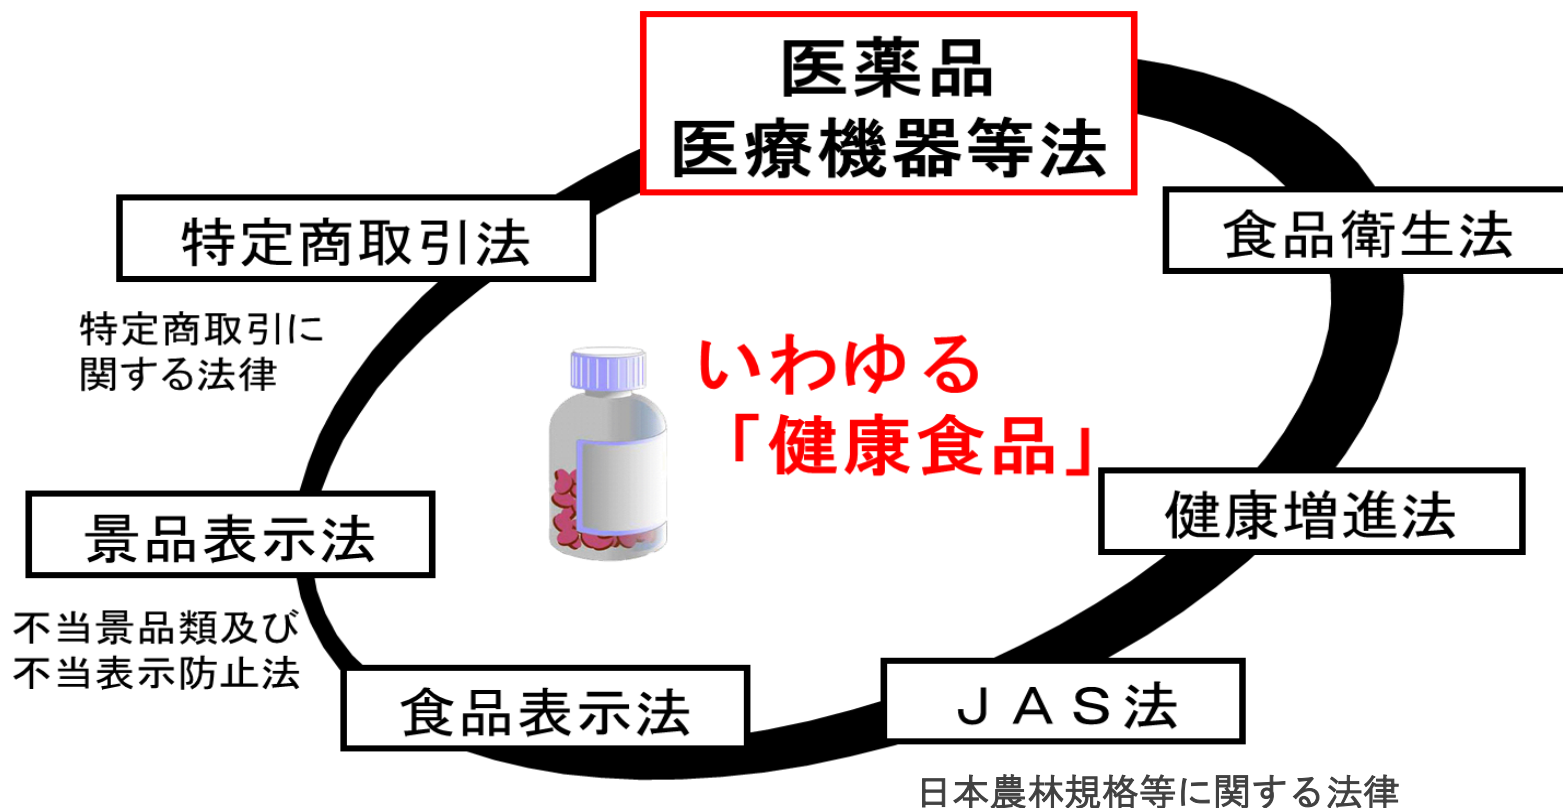 医薬品
医療機器等法
特定商取引法
食品衛生法
特定商取引に
関する法律
いわゆる
「健康食品」
景品表示法
健康増進法
不当景品類及び
不当表示防止法
食品表示法
ＪＡＳ法
日本農林規格等に関する法律